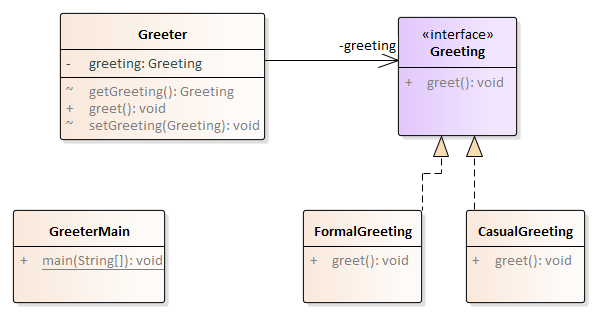 Greeter
- greeting: Greeting
~ getGreeting(): Greeting
+ greet(): void
~ setGreeting(Greeting): void
-greeting
«interface»
Greeting
+ greet(): void
GreeterMain
+ main(String[]): void
FormalGreeting
+ greet(): void
CasualGreeting
+ greet(): void